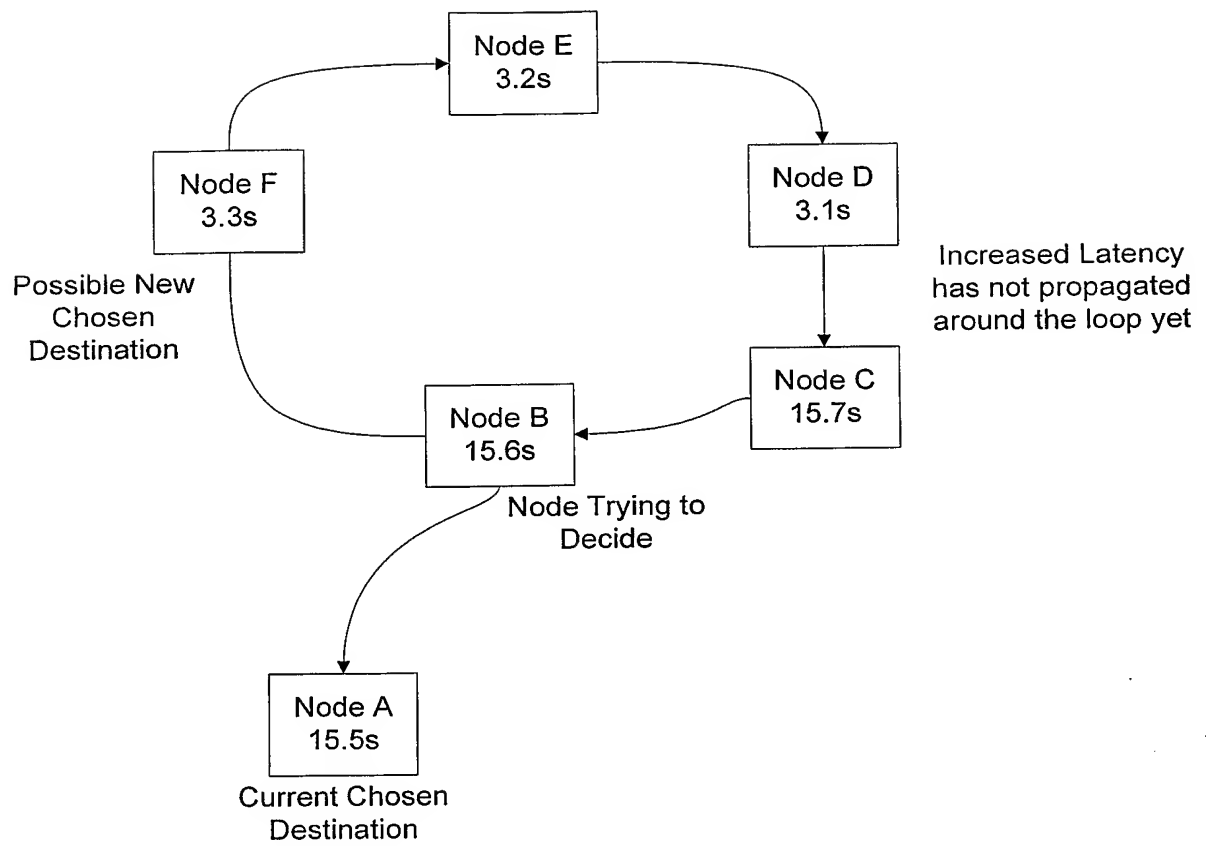 Node E
3.2s
Node F
3.3s
Node D
3.1s
Possible New
Chosen
Destination
Increased Latency
has not propagated
around the loop yet
Node C
15.7s
Node B
15.6s
Node Trying to
Decide
Node A
15.5s
Current Chosen
Destination